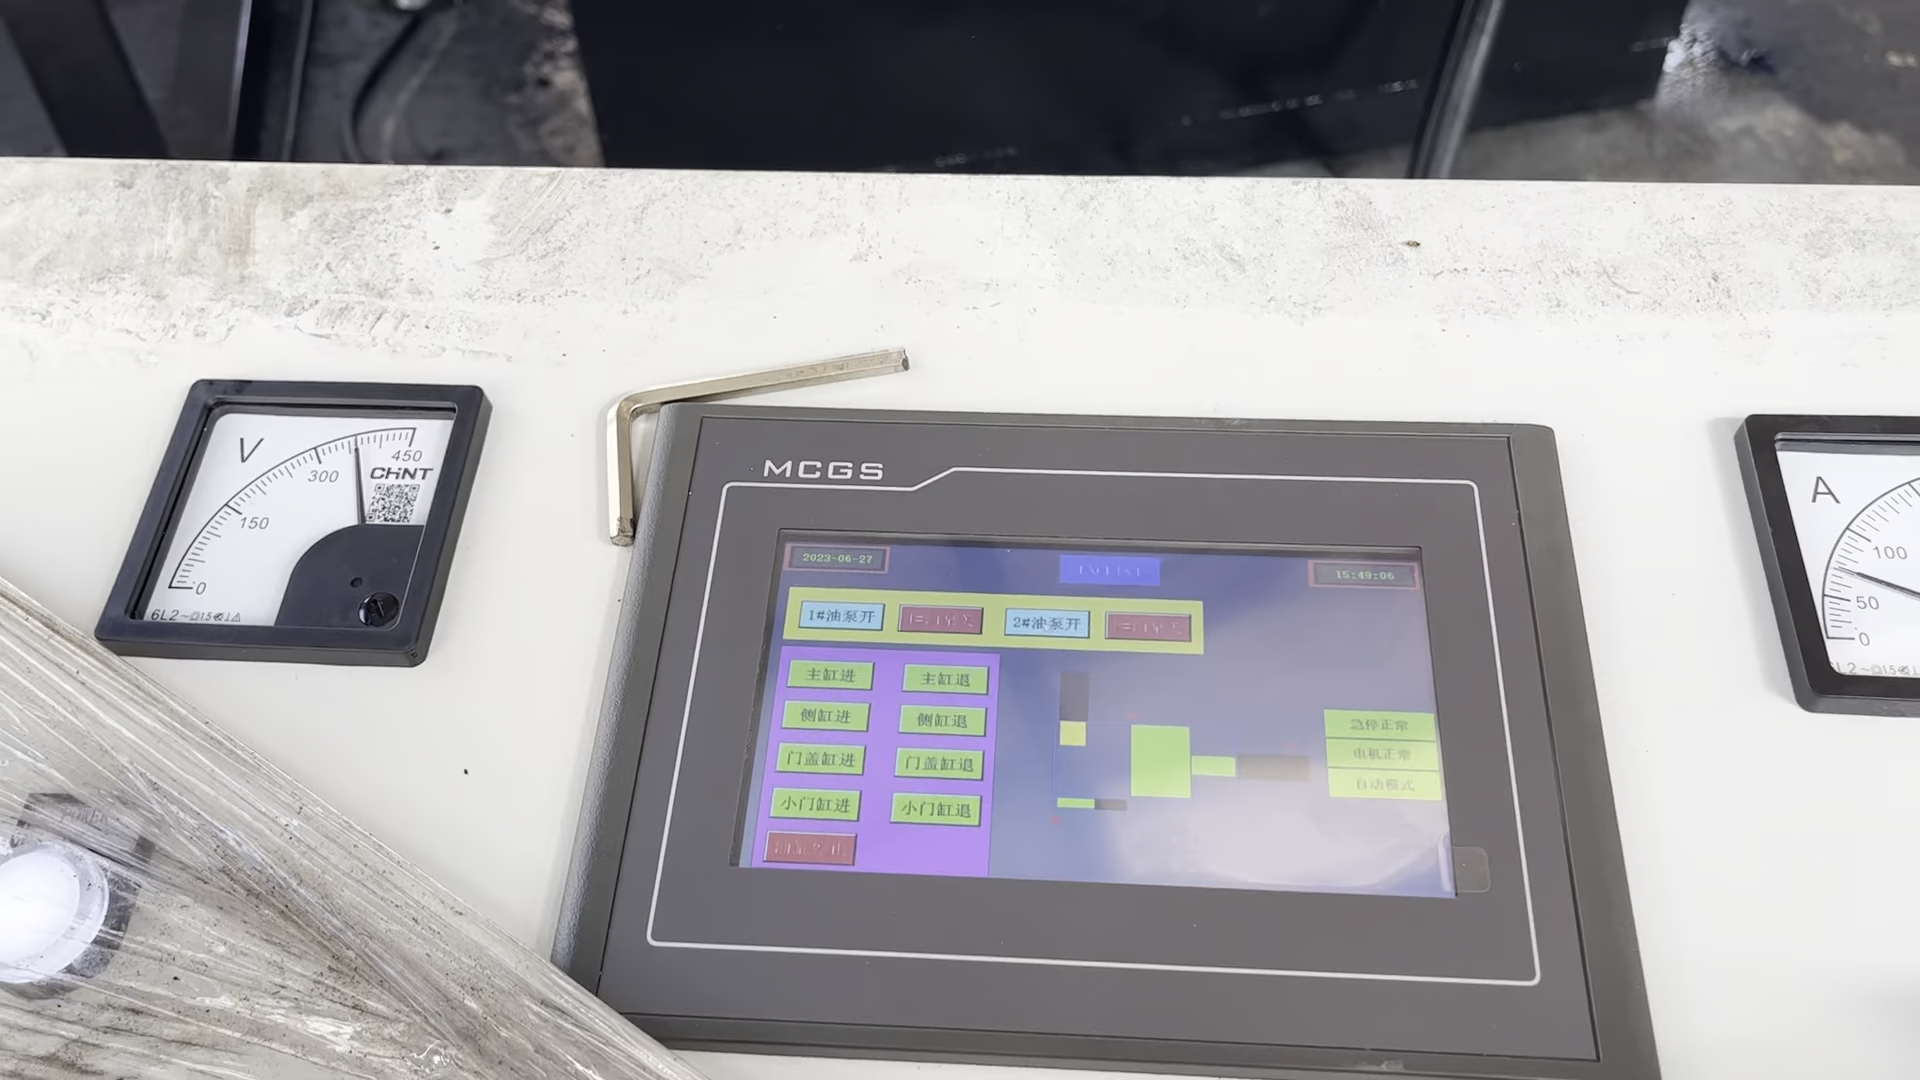 V
450
300
150
0
CHNT
6L2
MCGS
2023-06-27
15:49:06
1#油泵开
2#油泵开
主缸进
主缸退
侧缸进
侧缸退
门盖缸进
门盖缸退
小门缸进
小门缸退
急停正常
电机正常
自动模式
A
100
50
0